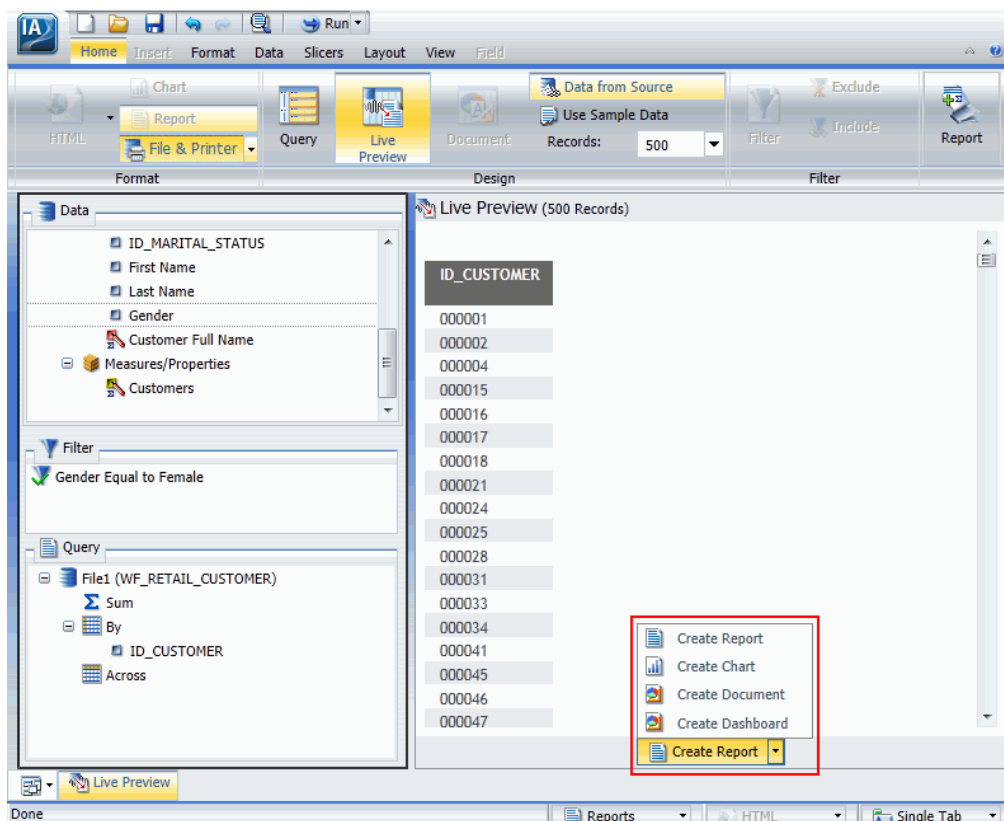 IA
Run
Home Insert Format Data Slicers Layout View Field
HTML
Chart
Report
File & Printer
Query
Live
Preview
Document
Data from Source
Use Sample Data
Records: 500
Filter
Exclude
Include
Report
Format Design Filter
Data
ID_MARITAL_STATUS
First Name
Last Name
Gender
Customer Full Name
Measures/Properties
Customers
Filter
Gender Equal to Female
Query
File1 (WF_RETAIL_CUSTOMER)
Sum
By
ID_CUSTOMER
Across
Live Preview (500 Records)
ID_CUSTOMER
000001
000002
000004
000015
000016
000017
000018
000021
000024
000025
000028
000031
000033
000034
000041
000045
000046
000047
Create Report
Create Chart
Create Document
Create Dashboard
Create Report
Live Preview
Done Reports HTML Single Tab